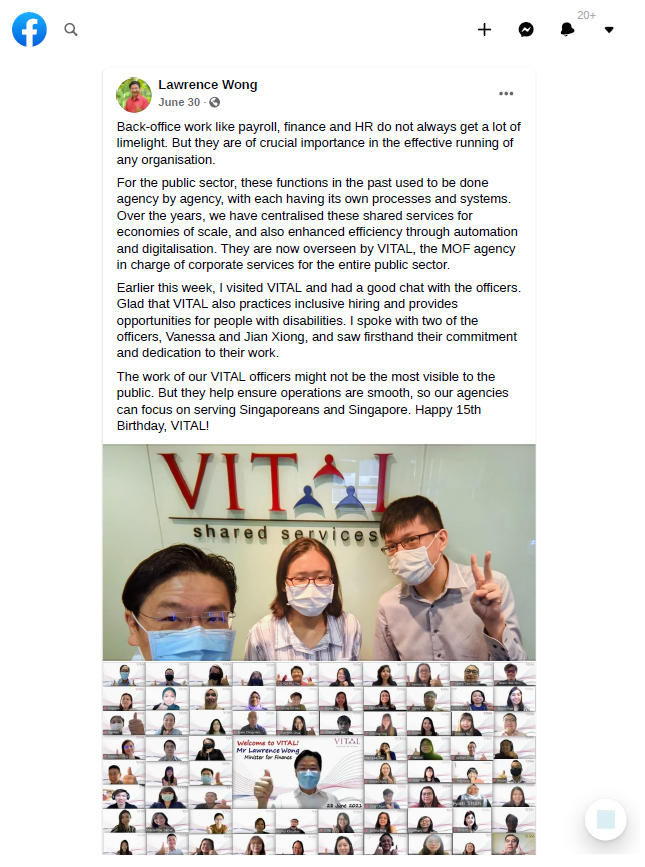 20+
Lawrence Wong
June 30 ·
Back-office work like payroll, finance and HR do not always get a lot of
limelight. But they are of crucial importance in the effective running of
any organisation.
For the public sector, these functions in the past used to be done
agency by agency, with each having its own processes and systems.
Over the years, we have centralised these shared services for
economies of scale, and also enhanced efficiency through automation
and digitalisation. They are now overseen by VITAL, the MOF agency
in charge of corporate services for the entire public sector.
Earlier this week, I visited VITAL and had a good chat with the officers.
Glad that VITAL also practices inclusive hiring and provides
opportunities for people with disabilities. I spoke with two of the
officers, Vanessa and Jian Xiong, and saw firsthand their commitment
and dedication to their work.
The work of our VITAL officers might not be the most visible to the
public. But they help ensure operations are smooth, so our agencies
can focus on serving Singaporeans and Singapore. Happy 15th
Birthday, VITAL!
VITAL
shared services
Welcome to VITAL!
VITAL
Mr Lawrence Wong
Minister for Finance
28 June 2021